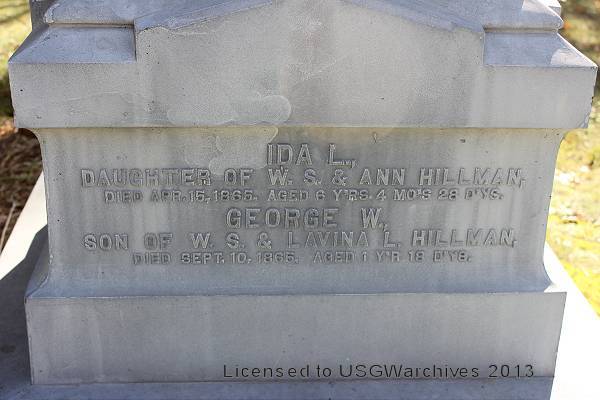 IDA L.,
DAUGHTER OF W. S. & ANN HILLMAN,
DIED APR. 15, 1865. AGED 6 Y'RS. 4 MO'S 28 D'YS.
GEORGE W,
SON OF W. S. & LAVINA L. HILLMAN,
DIED SEPT. 10, 1865. AGED 1 Y'R 18 D'YS.
Licensed to USGWarchives 2013